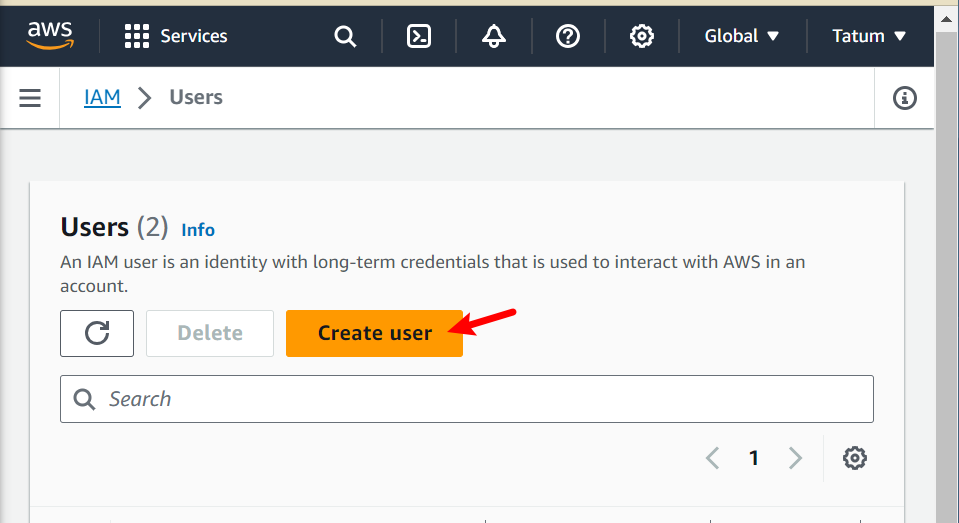 aws Services Global Tatum
IAM Users
Users (2) Info
An IAM user is an identity with long-term credentials that is used to interact with AWS in an
account.
Delete Create user
Search
1